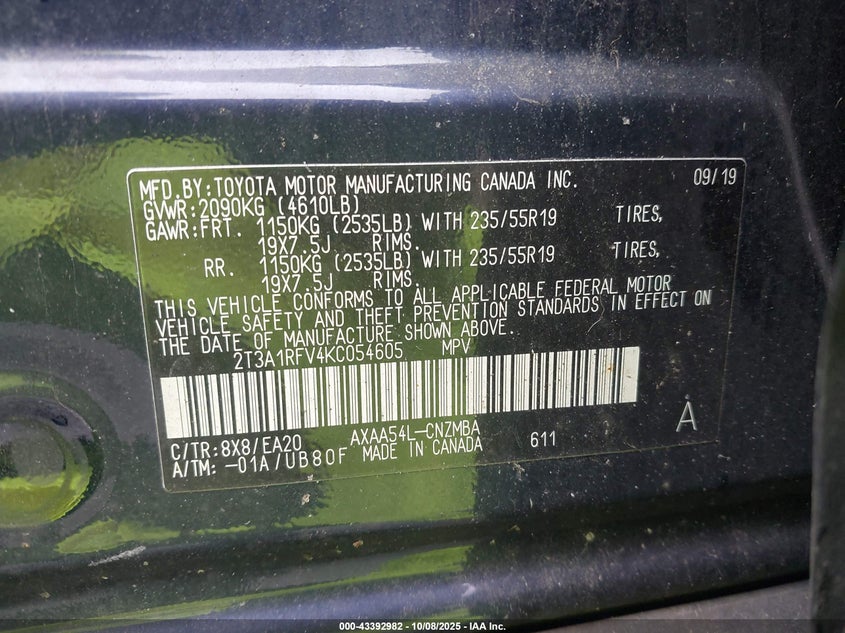 MFD.BY:TOYOTA MOTOR MANUFACTURING CANADA INC. 09/19
GVWR:2090KG (4610LB)
GAWR:FRT. 1150KG (2535LB) WITH 235/55R19 TIRES,
19X7.5J RIMS.
RR. 1150KG (2535LB) WITH 235/55R19 TIRES,
19X7.5J RIMS.
THIS VEHICLE CONFORMS TO ALL APPLICABLE FEDERAL MOTOR
VEHICLE SAFETY AND THEFT PREVENTION STANDARDS IN EFFECT ON
THE DATE OF MANUFACTURE SHOWN ABOVE.
2T3A1RFV4KC054605 MPV
C/TR:8X8/EA20 AXAA54L-CNZMBA 611 A
A/TM:-01A/UB80F MADE IN CANADA
000-43392982 - 10/08/2025 - IAA Inc.